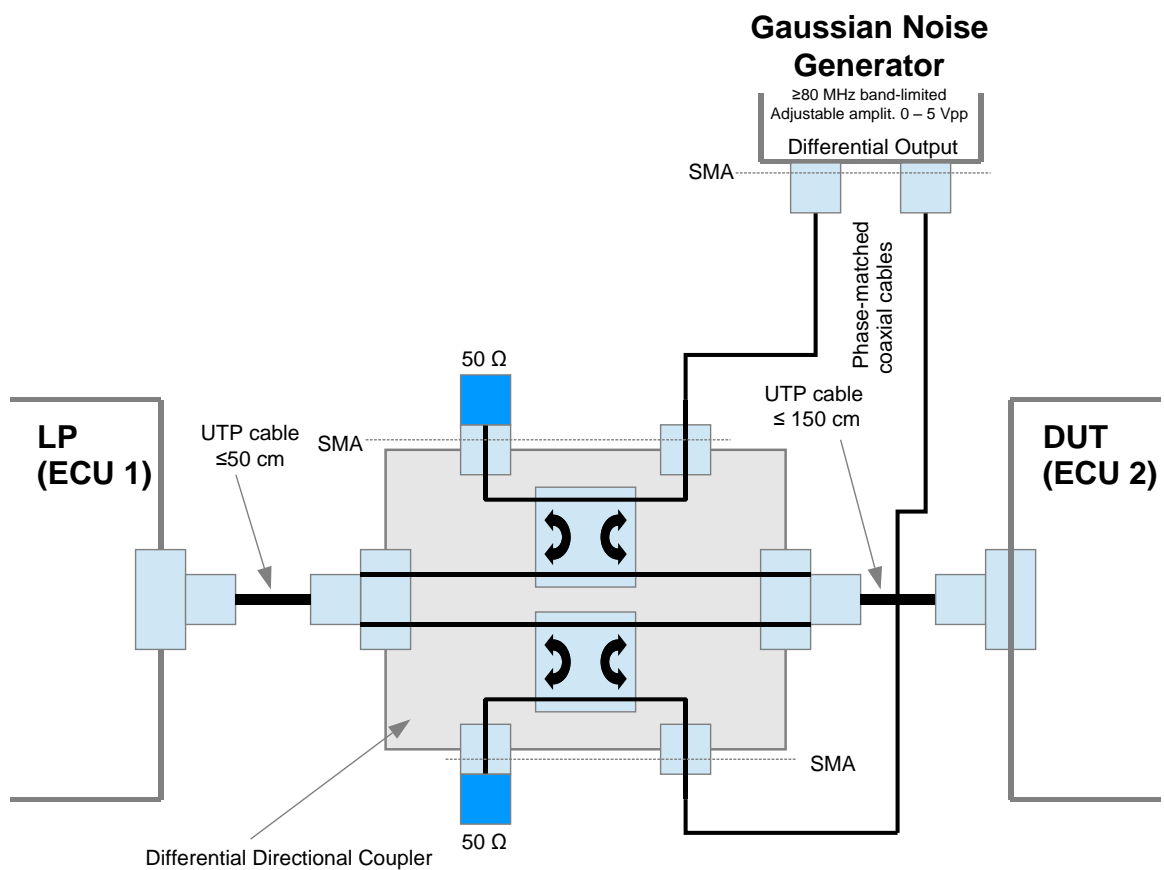 Gaussian Noise
Generator
≥80 MHz band-limited
Adjustable amplit. 0 – 5 Vpp
Differential Output
SMA
Phase-matched
coaxial cables
50 Ω
UTP cable
≤ 150 cm
LP
(ECU 1)
UTP cable
≤50 cm
SMA
DUT
(ECU 2)
SMA
50 Ω
Differential Directional Coupler